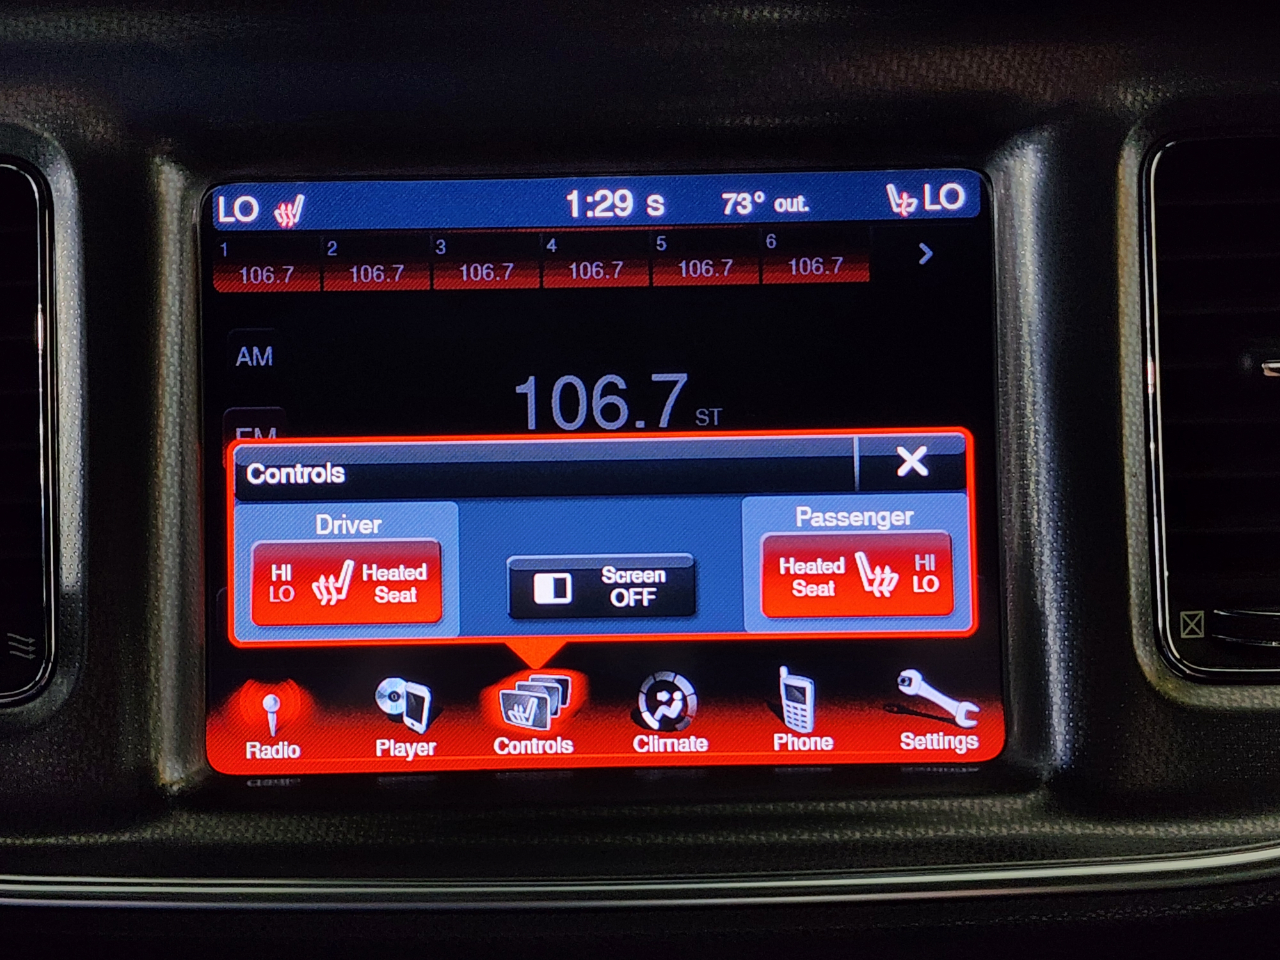 LO 1:29 S 73° out. LO
1 2 3 4 5 6
106.7 106.7 106.7 106.7 106.7 106.7
AM
106.7 ST
FM
Controls
Driver
HI
LO
Heated
Seat
Screen
OFF
Passenger
Heated
Seat
HI
LO
Radio Player Controls Climate Phone Settings